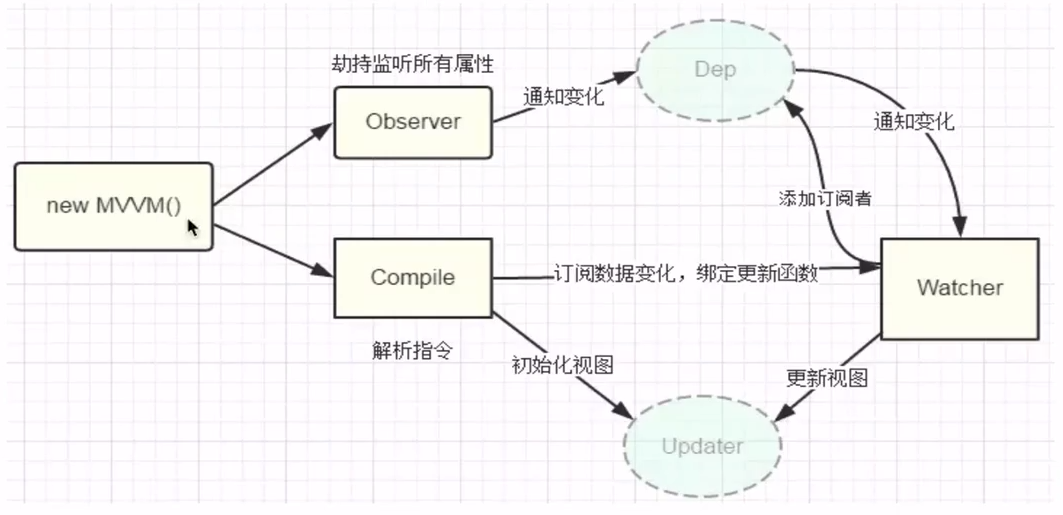 Dep
劫持监听所有属性
通知变化
Observer
通知变化
添加订阅者
new MVVM()
Compile
订阅数据变化，绑定更新函数
Watcher
解析指令
初始化视图
更新视图
Updater